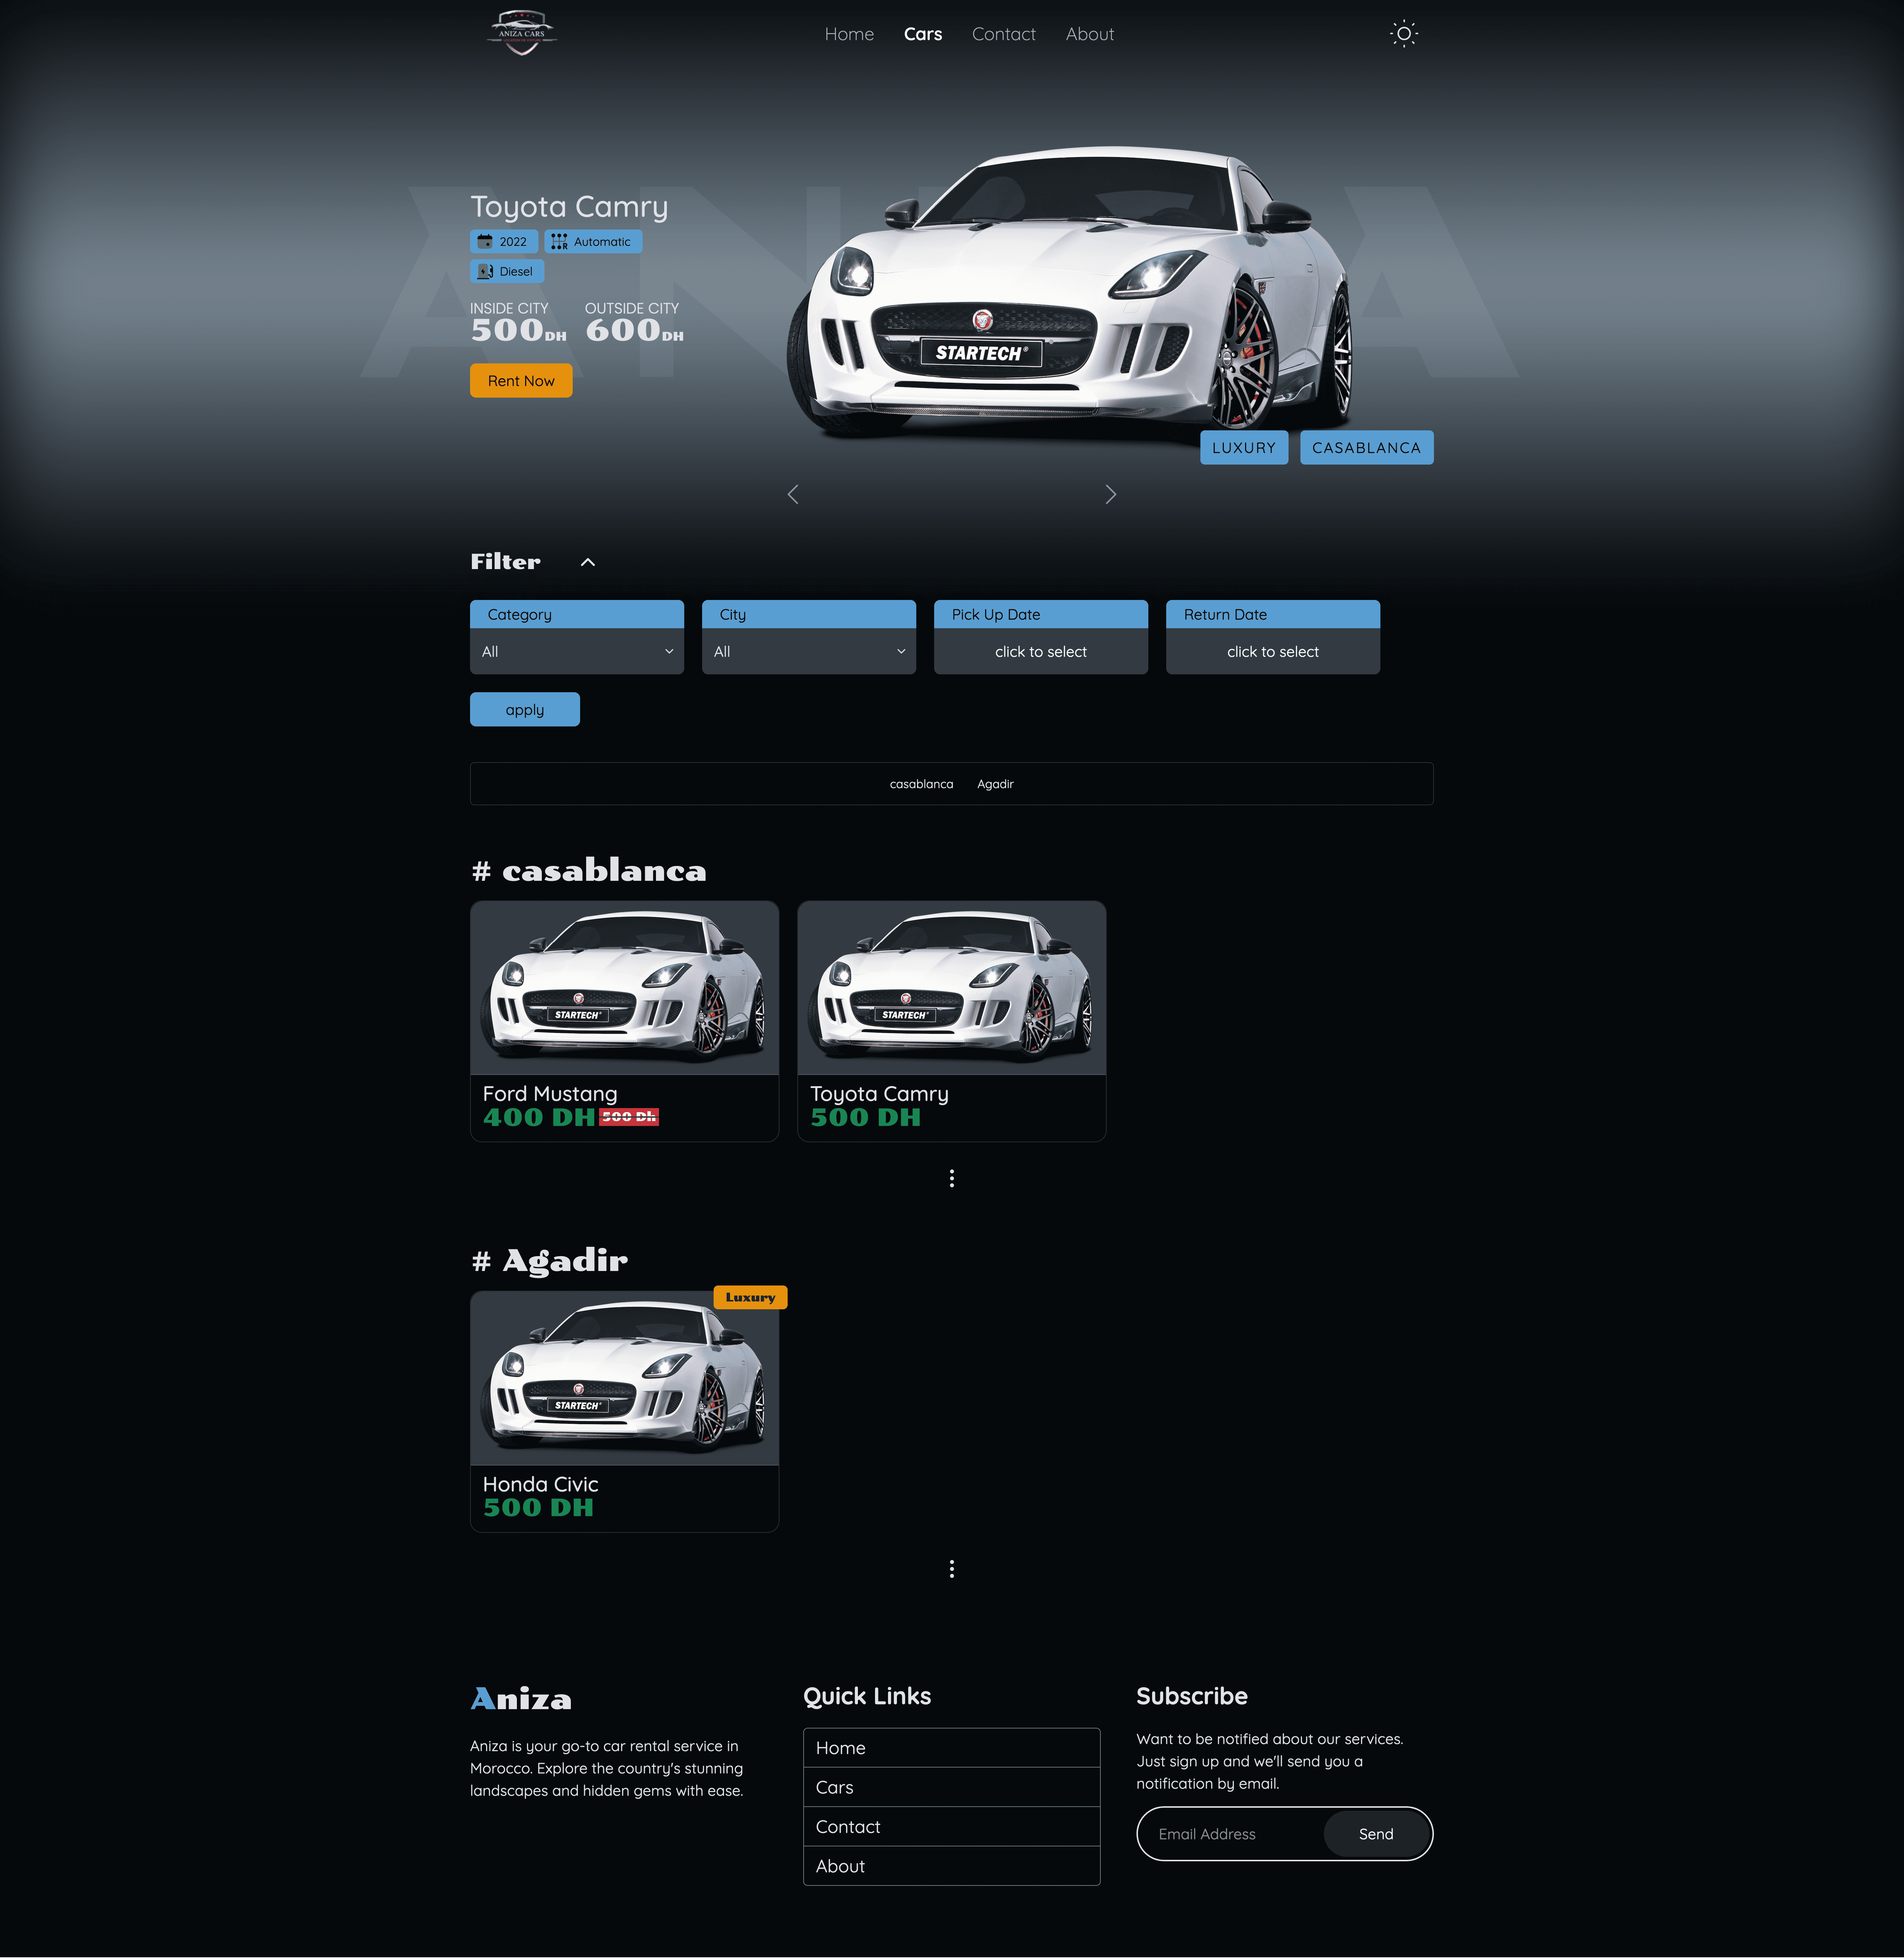 ANIZA CARS
Home Cars Contact About
ANIZA
Toyota Camry
2022 Automatic
Diesel
INSIDE CITY OUTSIDE CITY
500DH 600DH
Rent Now
STARTECH®
LUXURY CASABLANCA
Filter
Category City Pick Up Date Return Date
All All click to select click to select
apply
casablanca Agadir
# casablanca
STARTECH® STARTECH®
Ford Mustang Toyota Camry
400 DH 500 Dh 500 DH
# Agadir
Luxury
STARTECH®
Honda Civic
500 DH
Aniza Quick Links Subscribe
Aniza is your go-to car rental service in
Morocco. Explore the country's stunning
landscapes and hidden gems with ease.
Home
Cars
Contact
About
Want to be notified about our services.
Just sign up and we'll send you a
notification by email.
Email Address Send